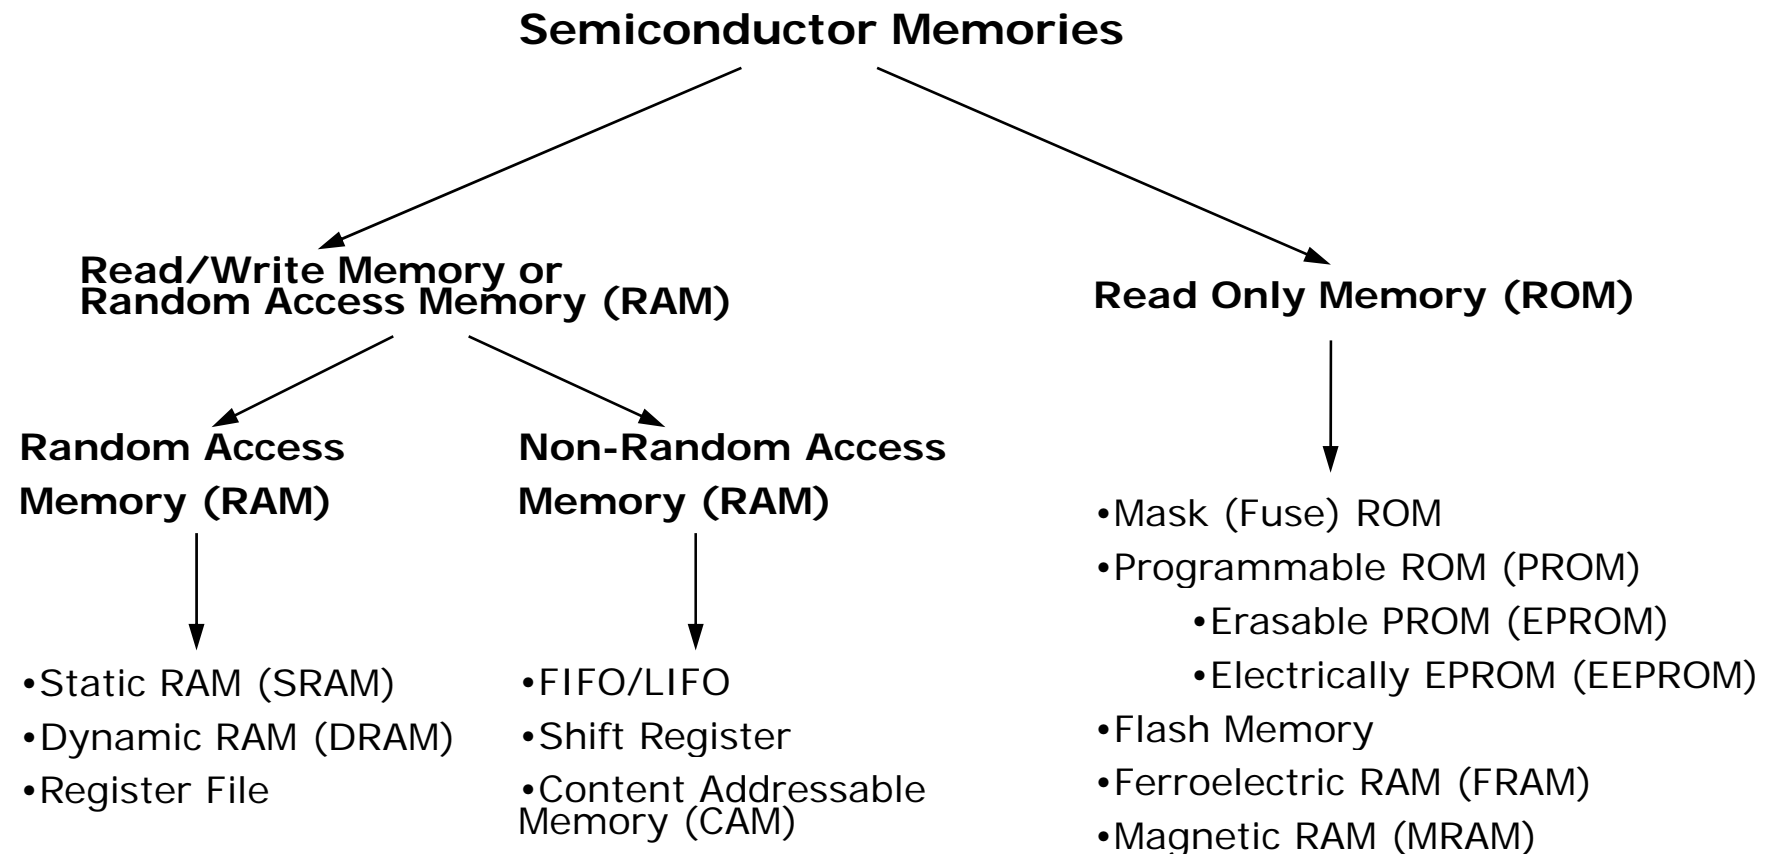 Semiconductor Memories
Read/Write Memory or
Random Access Memory (RAM)
Read Only Memory (ROM)
Random Access
Memory (RAM)
Non-Random Access
Memory (RAM)
•Static RAM (SRAM)
•Dynamic RAM (DRAM)
•Register File
•FIFO/LIFO
•Shift Register
•Content Addressable
Memory (CAM)
•Mask (Fuse) ROM
•Programmable ROM (PROM)
•Erasable PROM (EPROM)
•Electrically EPROM (EEPROM)
•Flash Memory
•Ferroelectric RAM (FRAM)
•Magnetic RAM (MRAM)